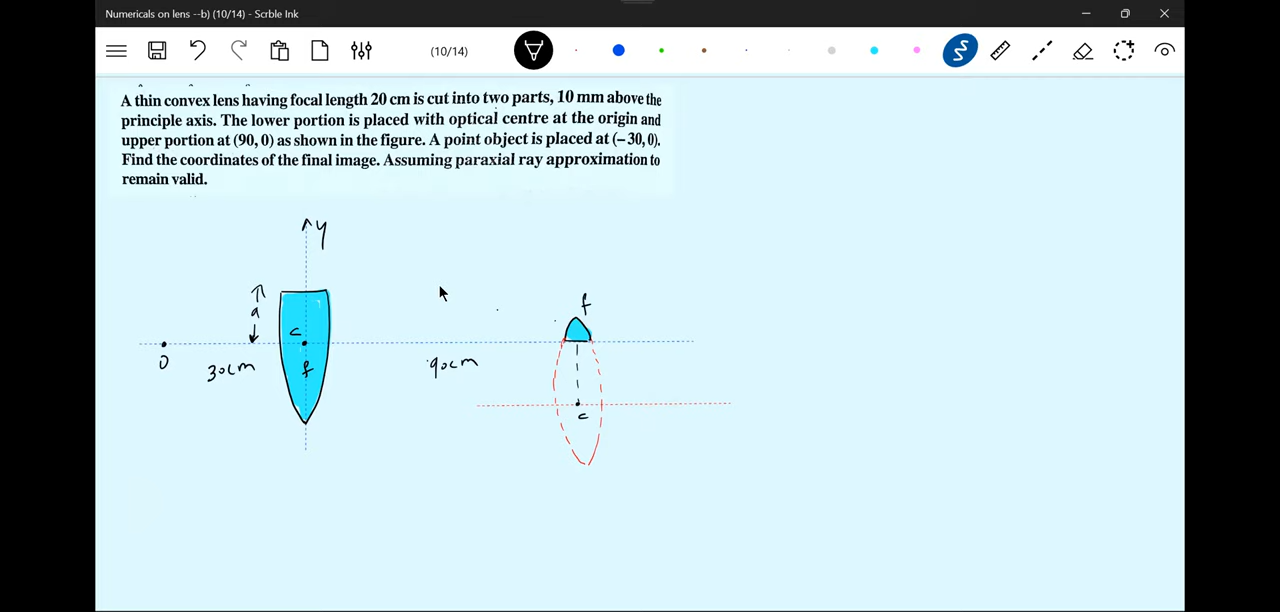 Numericals on lens --b) (10/14) - Scrble Ink
(10/14)
A thin convex lens having focal length 20 cm is cut into two parts, 10 mm above the
principle axis. The lower portion is placed with optical centre at the origin and
upper portion at (90, 0) as shown in the figure. A point object is placed at (– 30, 0).
Find the coordinates of the final image. Assuming paraxial ray approximation to
remain valid.
y
a
f
c
O
30cm
f
90cm
c